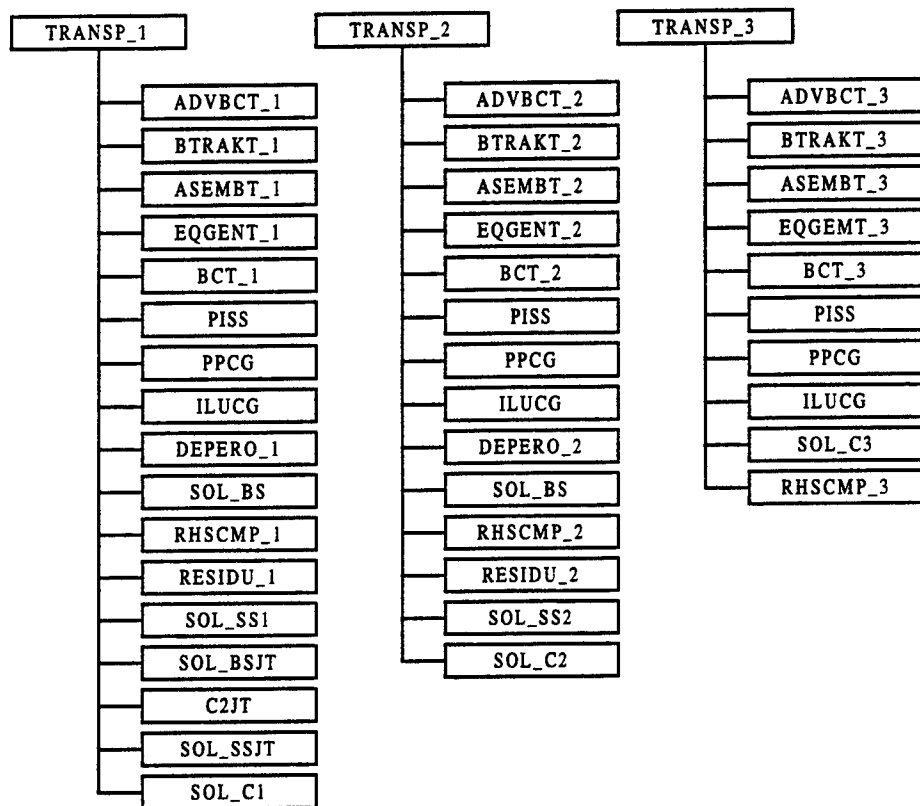 TRANSP_1
ADVBCT_1
BTRAKT_1
ASEMBT_1
EQGENT_1
BCT_1
PISS
PPCG
ILUCG
DEPERO_1
SOL_BS
RHSCMP_1
RESIDU_1
SOL_SS1
SOL_BSJT
C2JT
SOL_SSJT
SOL_C1
TRANSP_2
ADVBCT_2
BTRAKT_2
ASEMBT_2
EQGENT_2
BCT_2
PISS
PPCG
ILUCG
DEPERO_2
SOL_BS
RHSCMP_2
RESIDU_2
SOL_SS2
SOL_C2
TRANSP_3
ADVBCT_3
BTRAKT_3
ASEMBT_3
EQGEMT_3
BCT_3
PISS
PPCG
ILUCG
SOL_C3
RHSCMP_3